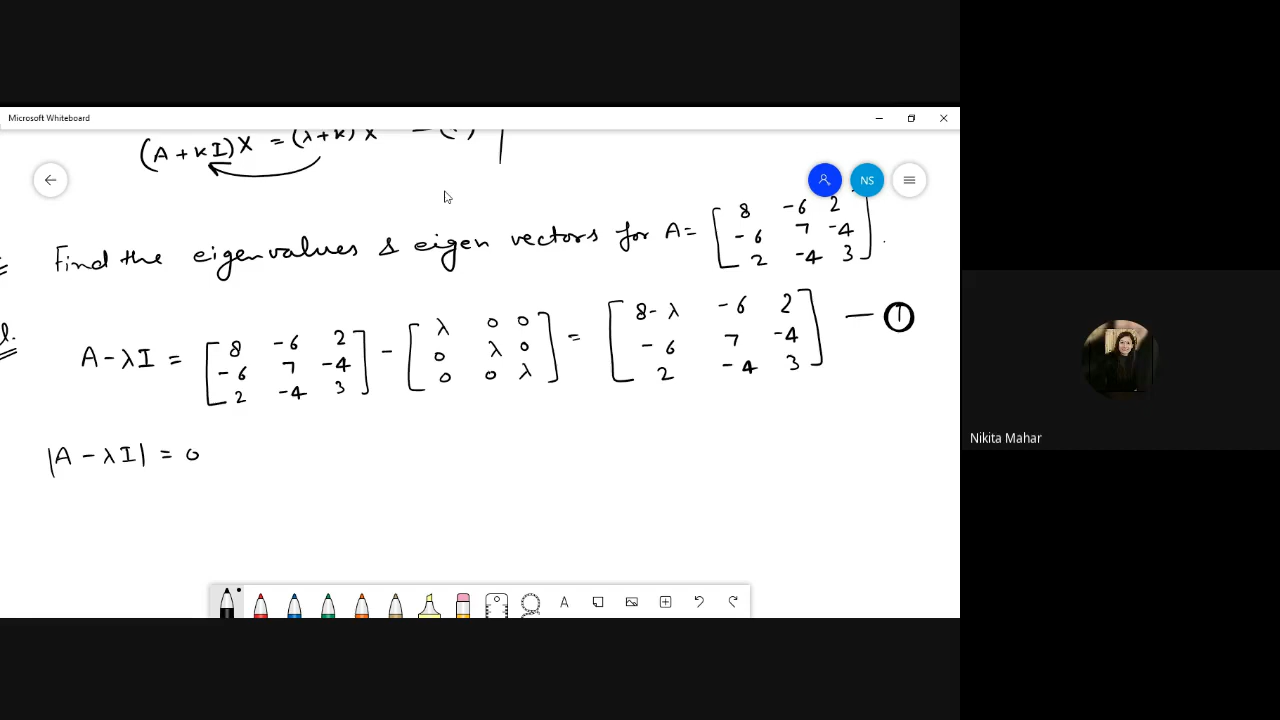 Microsoft Whiteboard
(A + KI)X = (λ+K)X
NS
Find the eigenvalues & eigen vectors for A = [8 -6 2
-6 7 -4
2 -4 3].
A - λI = [8 -6 2
-6 7 -4
2 -4 3] - [λ 0 0
0 λ 0
0 0 λ] = [8-λ -6 2
-6 7 -4
2 -4 3] — ①
|A - λI| = 0
Nikita Mahar
A